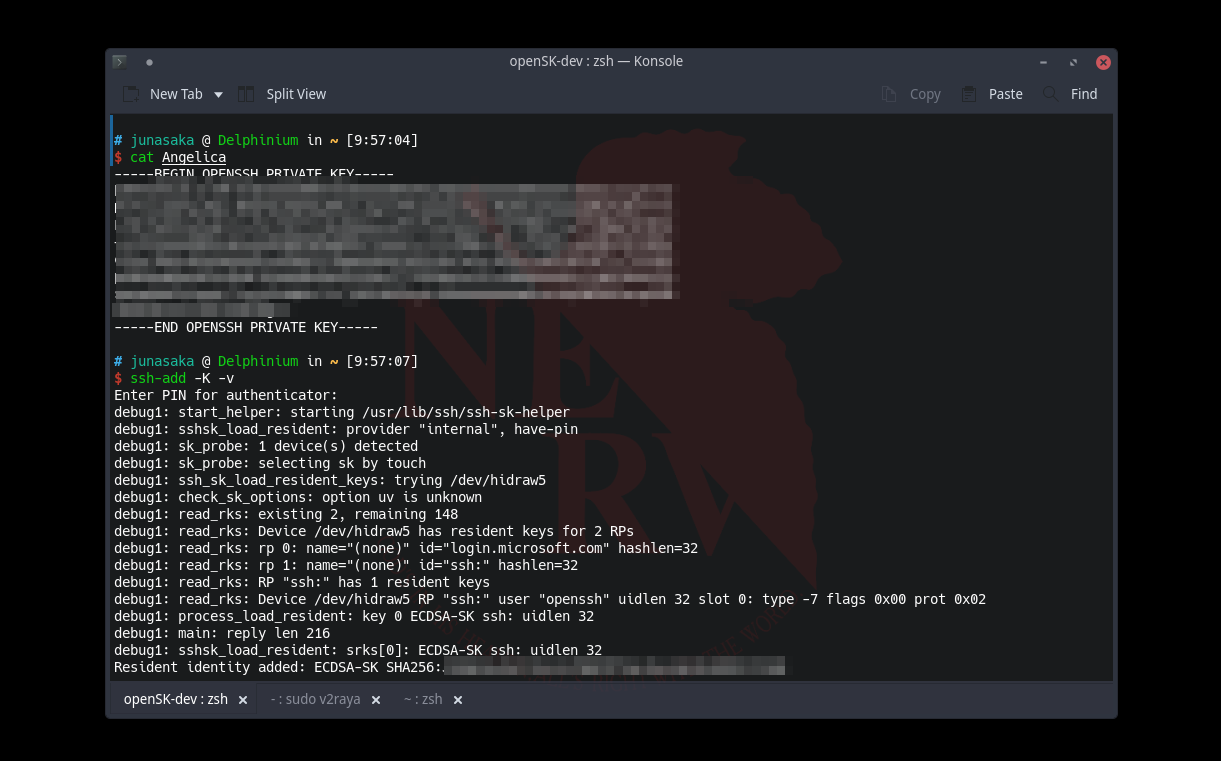 openSK-dev : zsh — Konsole
New Tab Split View Copy Paste Find
# junasaka @ Delphinium in ~ [9:57:04]
$ cat Angelica
-----BEGIN OPENSSH PRIVATE KEY-----
-----END OPENSSH PRIVATE KEY-----
# junasaka @ Delphinium in ~ [9:57:07]
$ ssh-add -K -v
Enter PIN for authenticator:
debug1: start_helper: starting /usr/lib/ssh/ssh-sk-helper
debug1: sshsk_load_resident: provider "internal", have-pin
debug1: sk_probe: 1 device(s) detected
debug1: sk_probe: selecting sk by touch
debug1: ssh_sk_load_resident_keys: trying /dev/hidraw5
debug1: check_sk_options: option uv is unknown
debug1: read_rks: existing 2, remaining 148
debug1: read_rks: Device /dev/hidraw5 has resident keys for 2 RPs
debug1: read_rks: rp 0: name="(none)" id="login.microsoft.com" hashlen=32
debug1: read_rks: rp 1: name="(none)" id="ssh:" hashlen=32
debug1: read_rks: RP "ssh:" has 1 resident keys
debug1: read_rks: Device /dev/hidraw5 RP "ssh:" user "openssh" uidlen 32 slot 0: type -7 flags 0x00 prot 0x02
debug1: process_load_resident: key 0 ECDSA-SK ssh: uidlen 32
debug1: main: reply len 216
debug1: sshsk_load_resident: srks[0]: ECDSA-SK ssh: uidlen 32
Resident identity added: ECDSA-SK SHA256:
NERV
openSK-dev : zsh - : sudo v2raya ~ : zsh